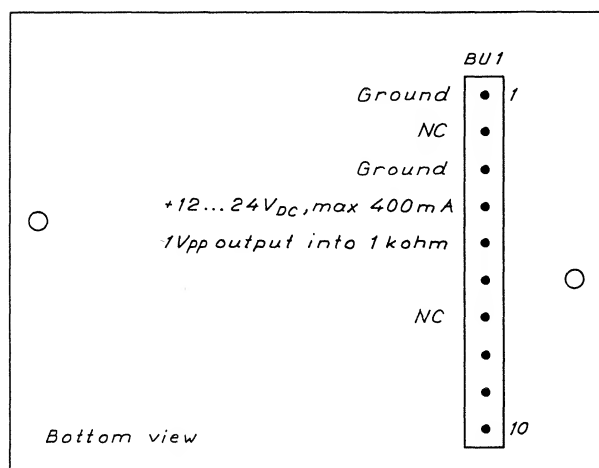 BU1
Ground 1
NC
Ground
+12...24VDC, max 400mA
1Vpp output into 1kohm
NC
10
Bottom view